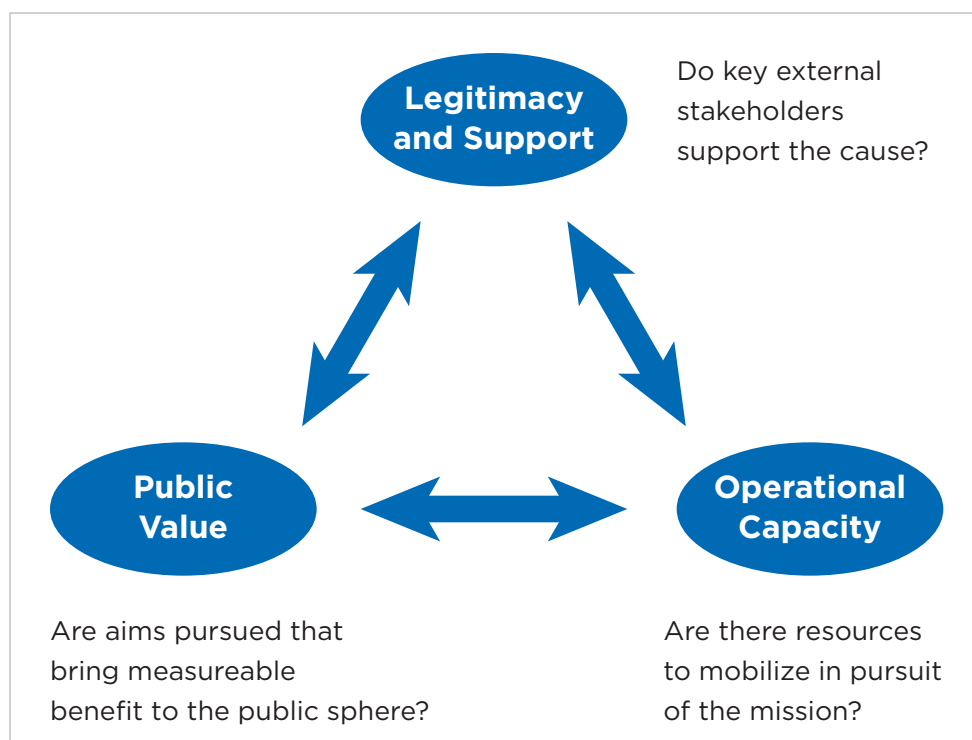 Legitimacy
and Support
Do key external
stakeholders
support the cause?
Public
Value
Operational
Capacity
Are aims pursued that
bring measureable
benefit to the public sphere?
Are there resources
to mobilize in pursuit
of the mission?